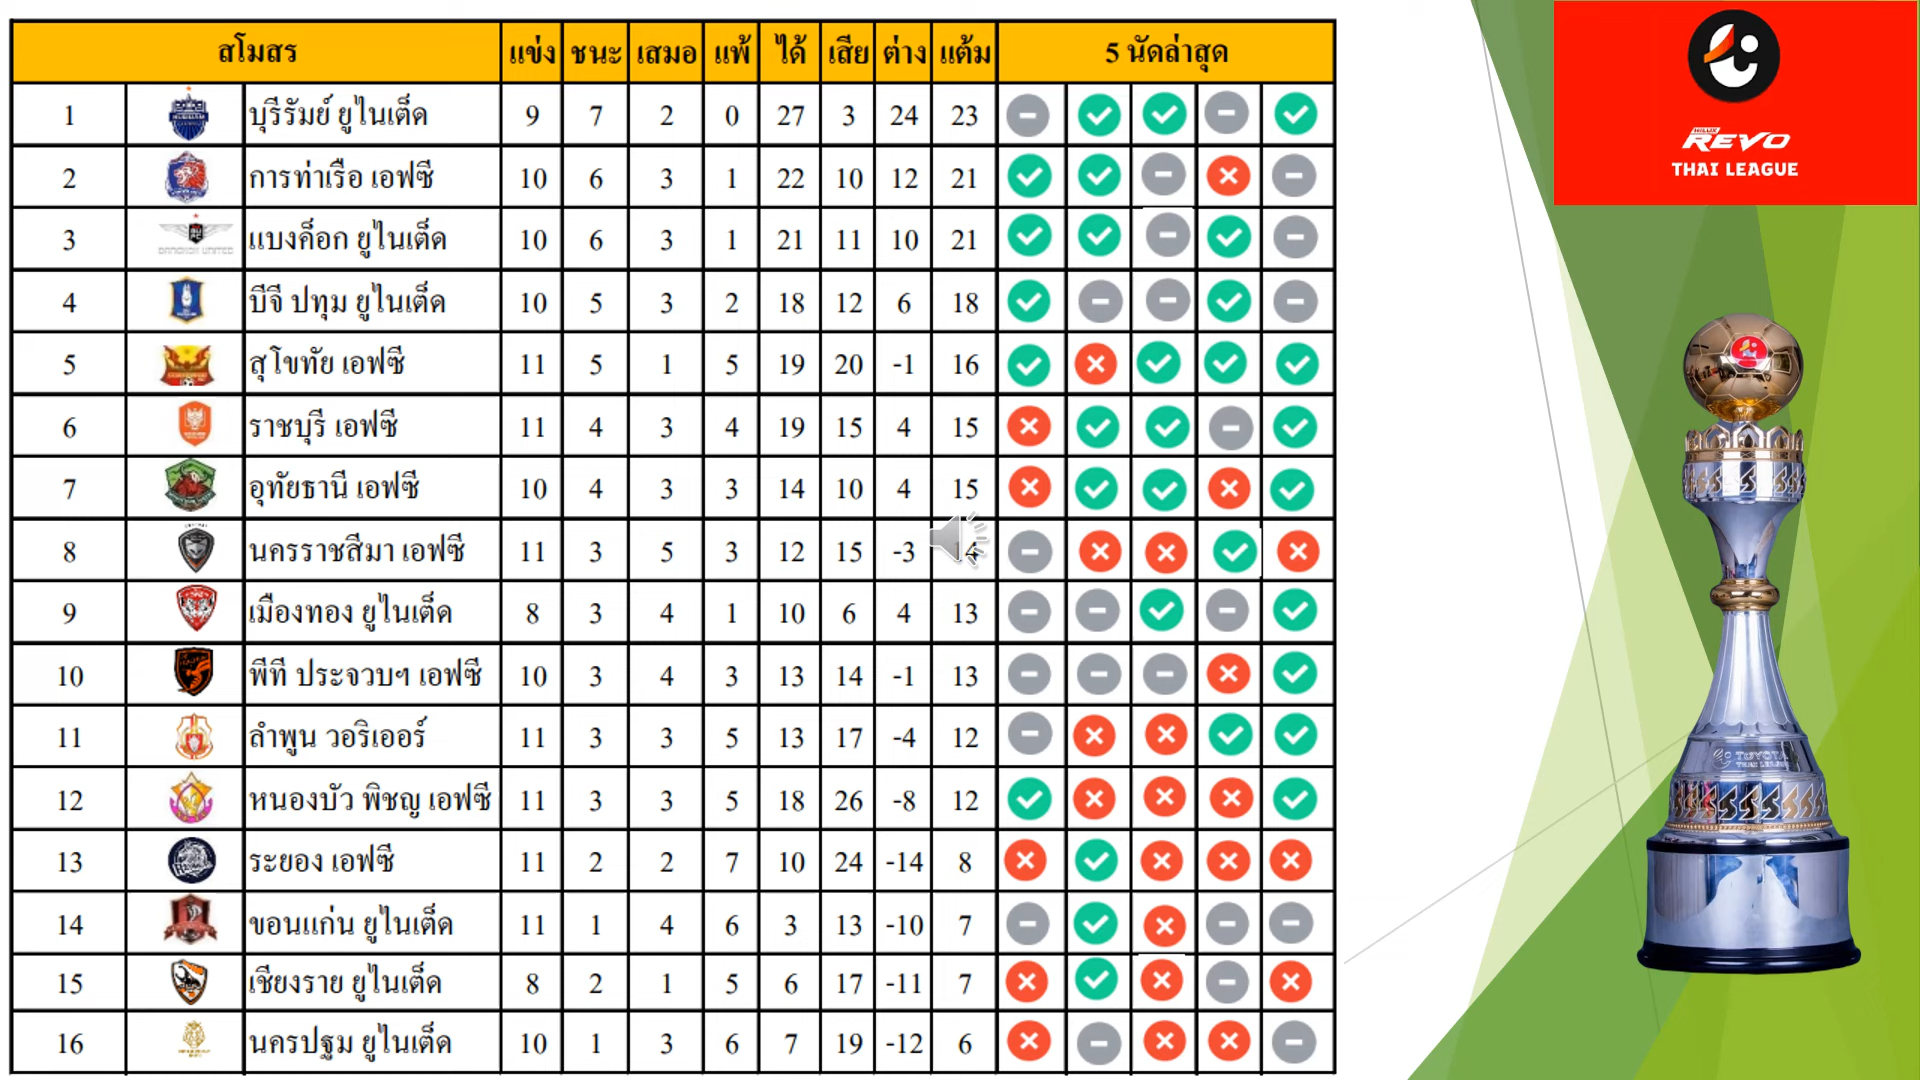 สโมสร แข่ง ชนะ เสมอ แพ้ ได้ เสีย ต่าง แต้ม 5 นัดล่าสุด
1 บุรีรัมย์ ยูไนเต็ด 9 7 2 0 27 3 24 23
2 การท่าเรือ เอฟซี 10 6 3 1 22 10 12 21
3 แบงค็อก ยูไนเต็ด 10 6 3 1 21 11 10 21
4 บีจี ปทุม ยูไนเต็ด 10 5 3 2 18 12 6 18
5 สุโขทัย เอฟซี 11 5 1 5 19 20 -1 16
6 ราชบุรี เอฟซี 11 4 3 4 19 15 4 15
7 อุทัยธานี เอฟซี 10 4 3 3 14 10 4 15
8 นครราชสีมา เอฟซี 11 3 5 3 12 15 -3
9 เมืองทอง ยูไนเต็ด 8 3 4 1 10 6 4 13
10 พีที ประจวบฯ เอฟซี 10 3 4 3 13 14 -1 13
11 ลำพูน วอริเออร์ 11 3 3 5 13 17 -4 12
12 หนองบัว พิชญ เอฟซี 11 3 3 5 18 26 -8 12
13 ระยอง เอฟซี 11 2 2 7 10 24 -14 8
14 ขอนแก่น ยูไนเต็ด 11 1 4 6 3 13 -10 7
15 เชียงราย ยูไนเต็ด 8 2 1 5 6 17 -11 7
16 นครปฐม ยูไนเต็ด 10 1 3 6 7 19 -12 6
HILUX
REVO
THAI LEAGUE
BANGKOK UNITED
TOYOTA
THAI LEAGUE